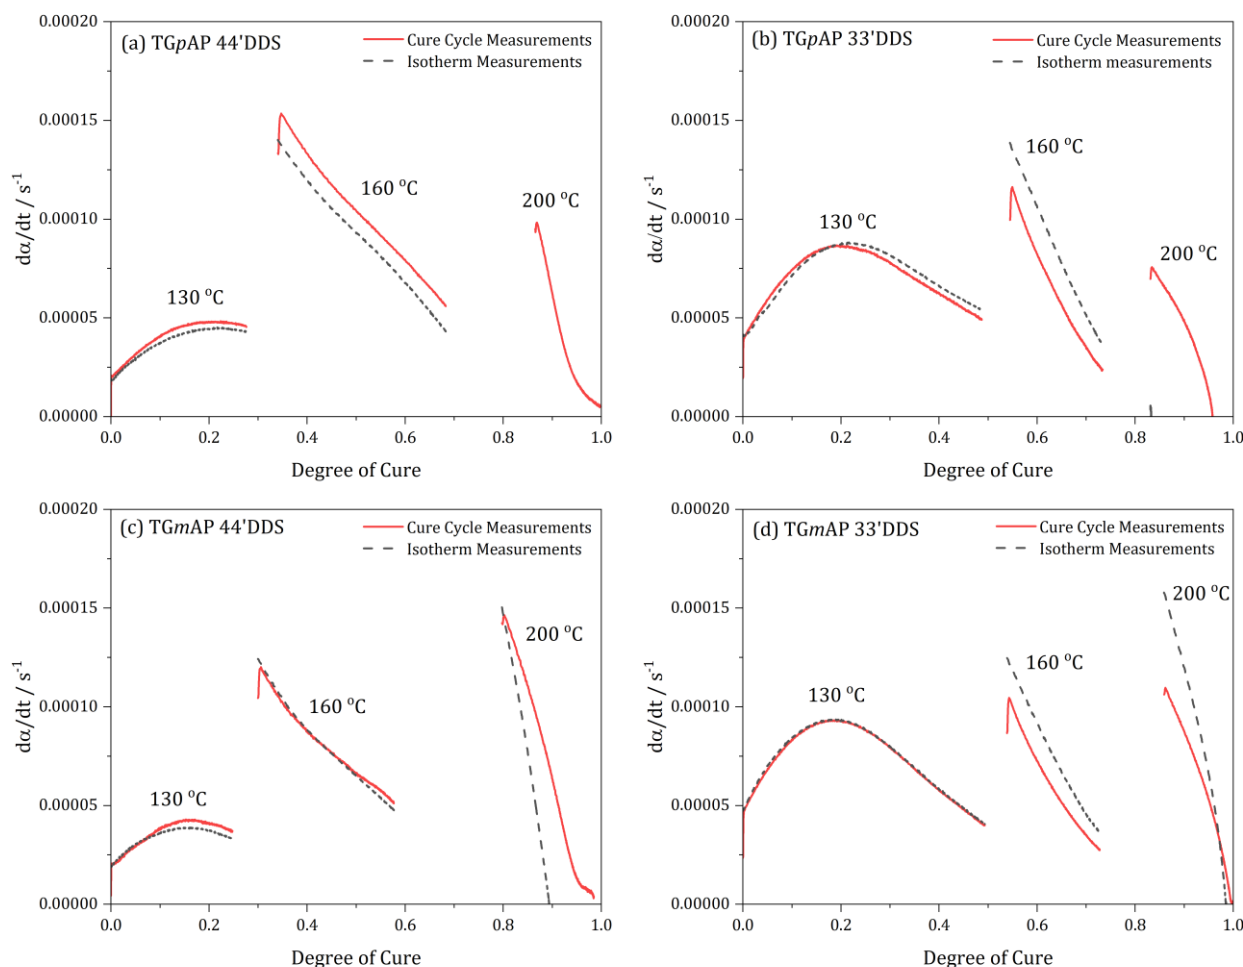 (a) TGpAP 44'DDS
Cure Cycle Measurements
Isotherm Measurements
130 °C
160 °C
200 °C
0.00020
0.00015
0.00010
0.00005
0.00000
0.0 0.2 0.4 0.6 0.8 1.0
dα/dt / s⁻¹
Degree of Cure
(b) TGpAP 33'DDS
Cure Cycle Measurements
Isotherm measurements
130 °C
160 °C
200 °C
0.00020
0.00015
0.00010
0.00005
0.00000
0.0 0.2 0.4 0.6 0.8 1.0
dα/dt / s⁻¹
Degree of Cure
(c) TGmAP 44'DDS
Cure Cycle Measurements
Isotherm Measurements
130 °C
160 °C
200 °C
0.00020
0.00015
0.00010
0.00005
0.00000
0.0 0.2 0.4 0.6 0.8 1.0
dα/dt / s⁻¹
Degree of Cure
(d) TGmAP 33'DDS
Cure Cycle Measurements
Isotherm Measurements
130 °C
160 °C
200 °C
0.00020
0.00015
0.00010
0.00005
0.00000
0.0 0.2 0.4 0.6 0.8 1.0
dα/dt / s⁻¹
Degree of Cure